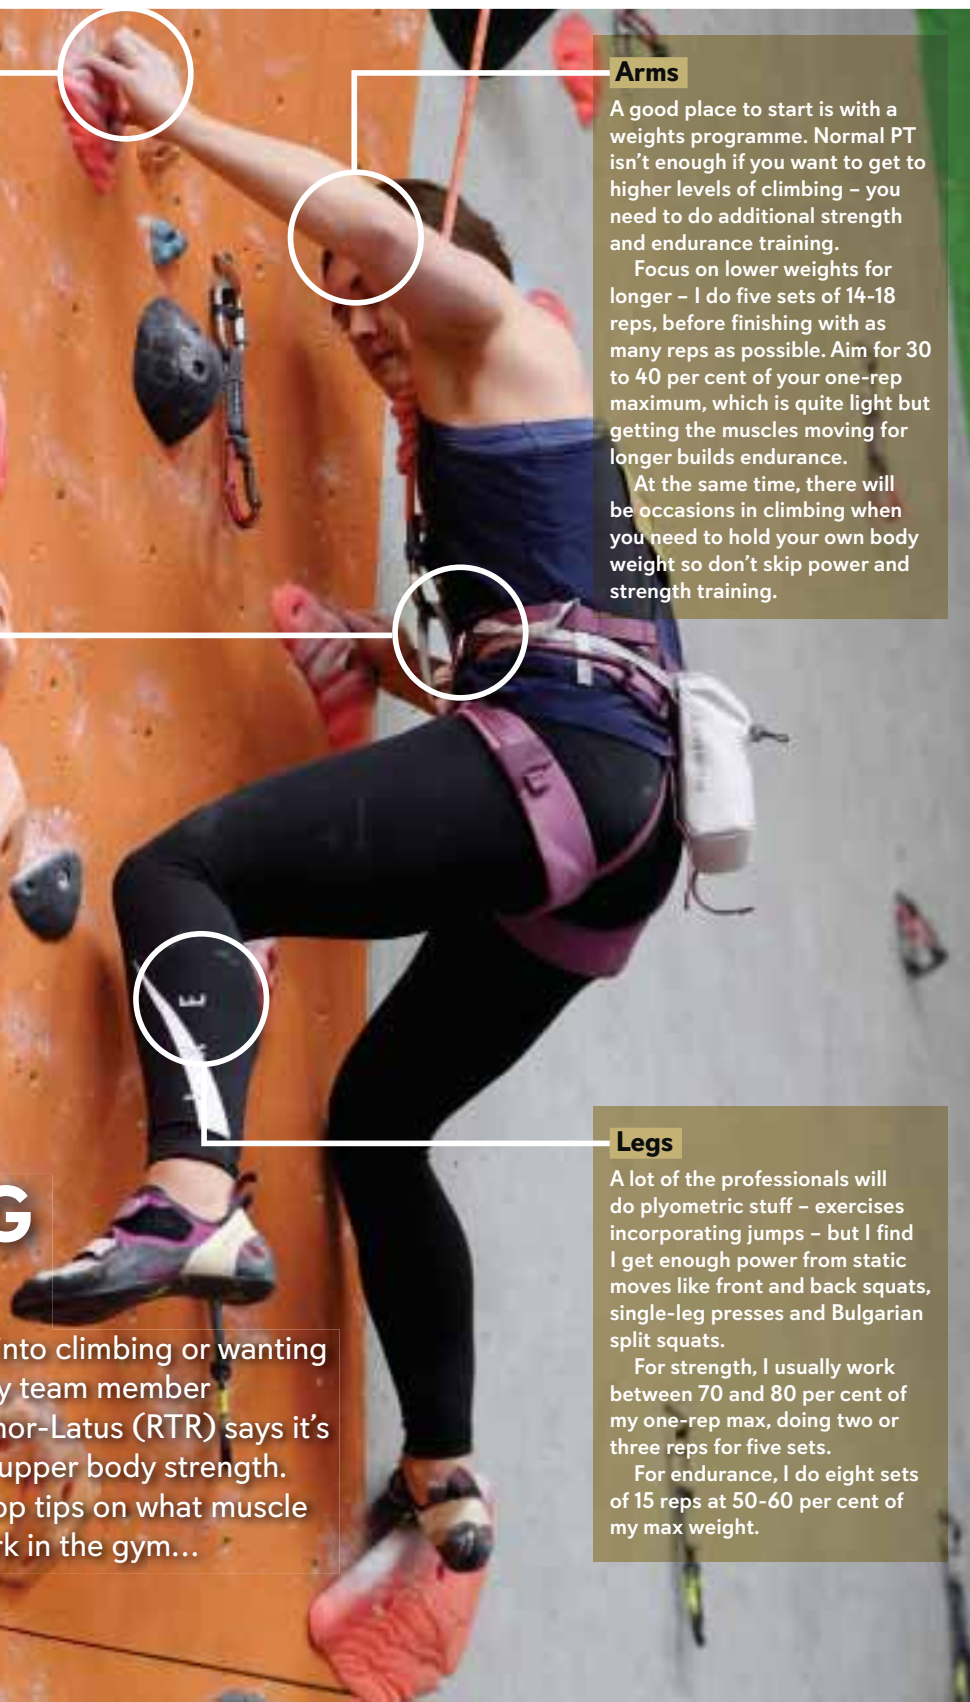 Arms
A good place to start is with a
weights programme. Normal PT
isn't enough if you want to get to
higher levels of climbing – you
need to do additional strength
and endurance training.
Focus on lower weights for
longer – I do five sets of 14-18
reps, before finishing with as
many reps as possible. Aim for 30
to 40 per cent of your one-rep
maximum, which is quite light but
getting the muscles moving for
longer builds endurance.
At the same time, there will
be occasions in climbing when
you need to hold your own body
weight so don't skip power and
strength training.
Legs
A lot of the professionals will
do plyometric stuff – exercises
incorporating jumps – but I find
I get enough power from static
moves like front and back squats,
single-leg presses and Bulgarian
split squats.
For strength, I usually work
between 70 and 80 per cent of
my one-rep max, doing two or
three reps for five sets.
For endurance, I do eight sets
of 15 reps at 50-60 per cent of
my max weight.
G
into climbing or wanting
y team member
nor-Latus (RTR) says it's
upper body strength.
op tips on what muscle
rk in the gym...